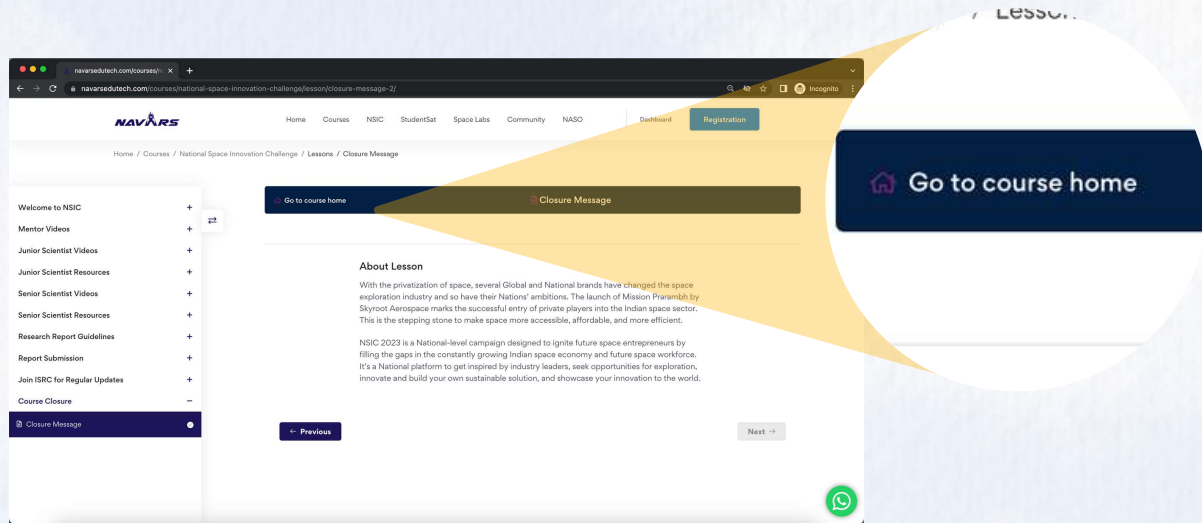 navarsedutech.com/courses/n
navarsedutech.com/courses/national-space-innovation-challenge/lesson/closure-message-2/
Incognito
NAVARS
Home Courses NSIC StudentSat Space Labs Community NASO Dashboard Registration
Home / Courses / National Space Innovation Challenge / Lessons / Closure Message
Welcome to NSIC
Mentor Videos
Junior Scientist Videos
Junior Scientist Resources
Senior Scientist Videos
Senior Scientist Resources
Research Report Guidelines
Report Submission
Join ISRC for Regular Updates
Course Closure
Closure Message
Go to course home Closure Message
About Lesson
With the privatization of space, several Global and National brands have changed the space
exploration industry and so have their Nations' ambitions. The launch of Mission Prarambh by
Skyroot Aerospace marks the successful entry of private players into the Indian space sector.
This is the stepping stone to make space more accessible, affordable, and more efficient.
NSIC 2023 is a National-level campaign designed to ignite future space entrepreneurs by
filling the gaps in the constantly growing Indian space economy and future space workforce.
It's a National platform to get inspired by industry leaders, seek opportunities for exploration,
innovate and build your own sustainable solution, and showcase your innovation to the world.
← Previous
Next →
Go to course home